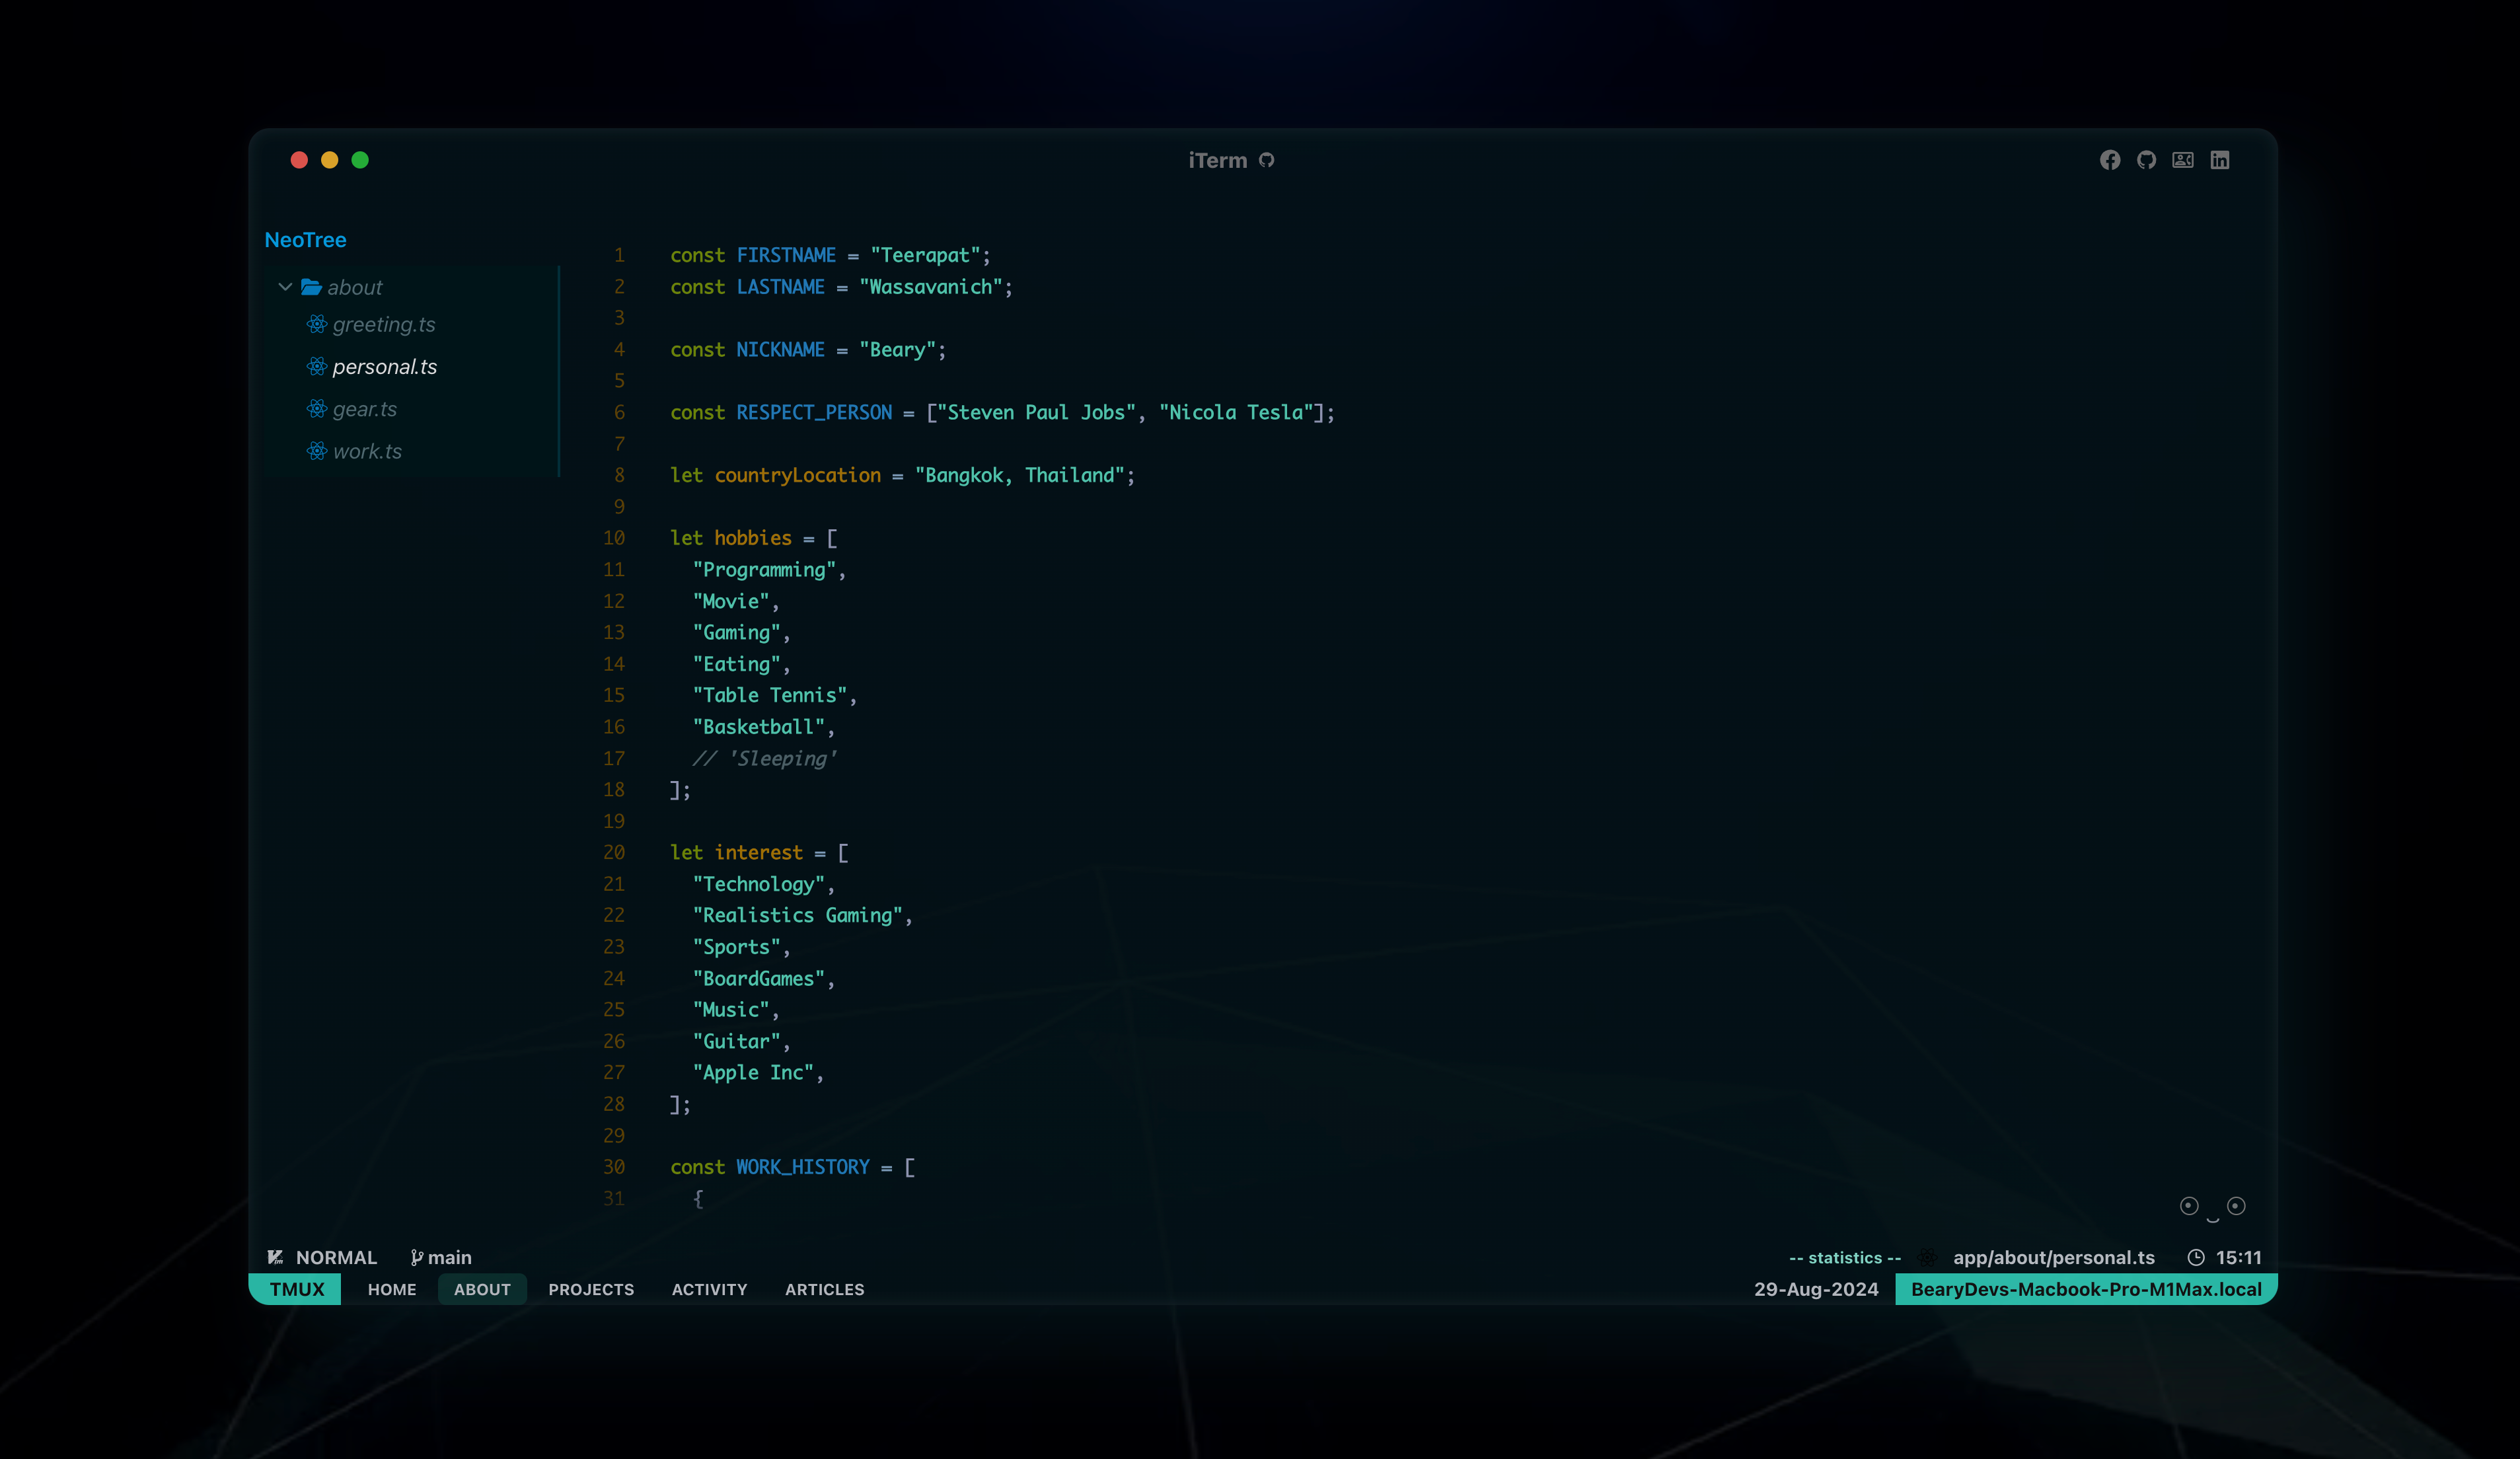 iTerm
NeoTree
about
greeting.ts
personal.ts
gear.ts
work.ts
1 const FIRSTNAME = "Teerapat";
2 const LASTNAME = "Wassavanich";
3
4 const NICKNAME = "Beary";
5
6 const RESPECT_PERSON = ["Steven Paul Jobs", "Nicola Tesla"];
7
8 let countryLocation = "Bangkok, Thailand";
9
10 let hobbies = [
11 "Programming",
12 "Movie",
13 "Gaming",
14 "Eating",
15 "Table Tennis",
16 "Basketball",
17 // 'Sleeping'
18 ];
19
20 let interest = [
21 "Technology",
22 "Realistics Gaming",
23 "Sports",
24 "BoardGames",
25 "Music",
26 "Guitar",
27 "Apple Inc",
28 ];
29
30 const WORK_HISTORY = [
31 {
NORMAL main -- statistics -- app/about/personal.ts 15:11
TMUX HOME ABOUT PROJECTS ACTIVITY ARTICLES 29-Aug-2024 BearyDevs-Macbook-Pro-M1Max.local